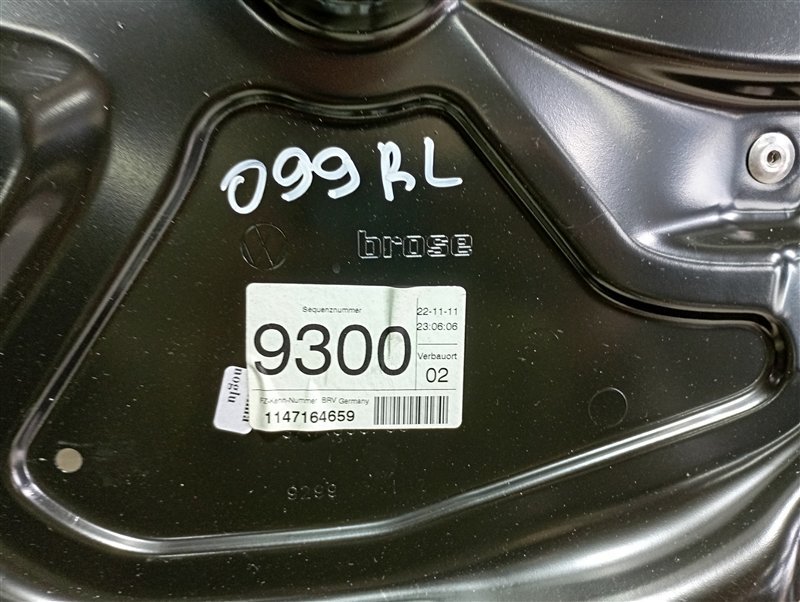 099 RL
brose
Sequenznummer
22-11-11
23:06:06
9300
Verbauort
02
FZ-Kenn-Nummer BRV Germany
1147164659
noglu
9299